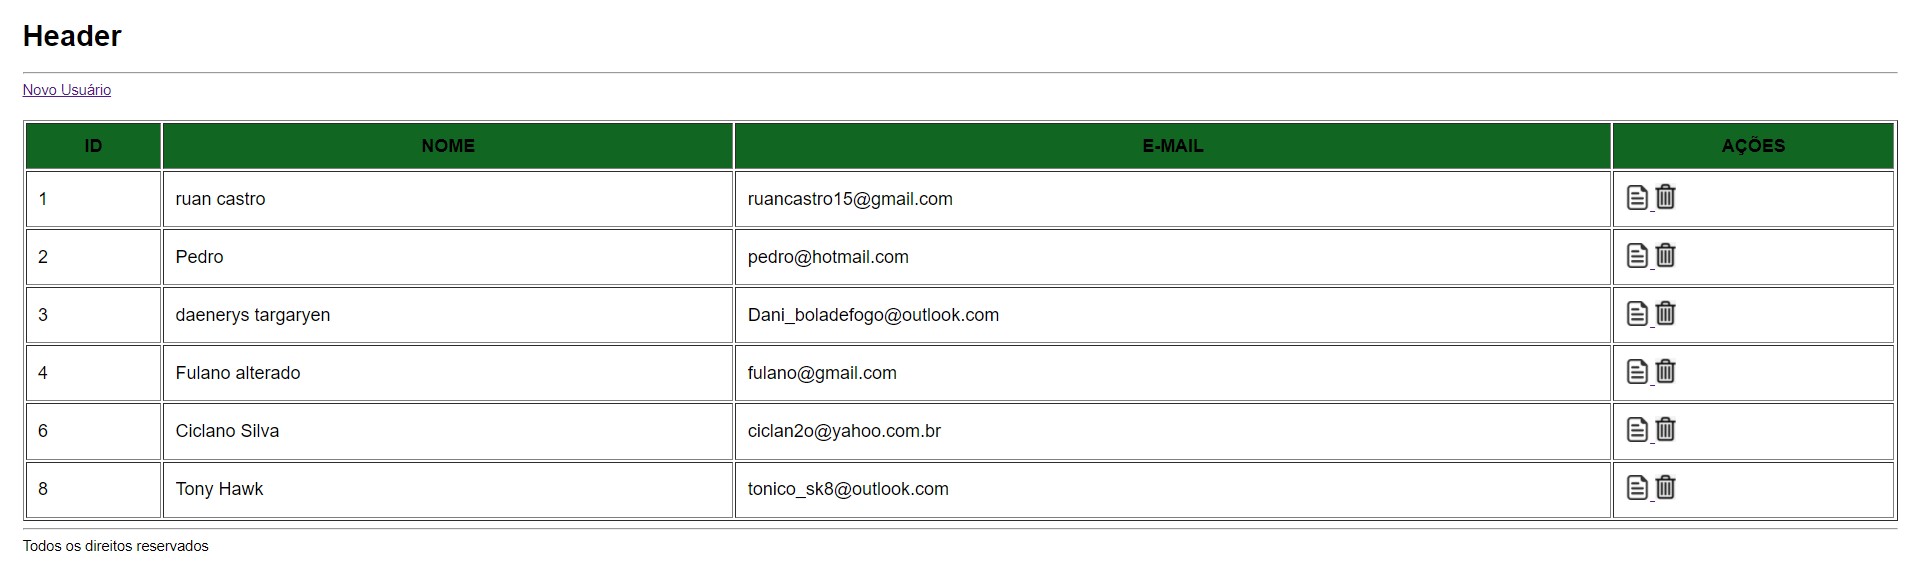 Header
Novo Usuário
ID NOME E-MAIL AÇÕES
1 ruan castro ruancastro15@gmail.com
2 Pedro pedro@hotmail.com
3 daenerys targaryen Dani_boladefogo@outlook.com
4 Fulano alterado fulano@gmail.com
6 Ciclano Silva ciclan2o@yahoo.com.br
8 Tony Hawk tonico_sk8@outlook.com
Todos os direitos reservados